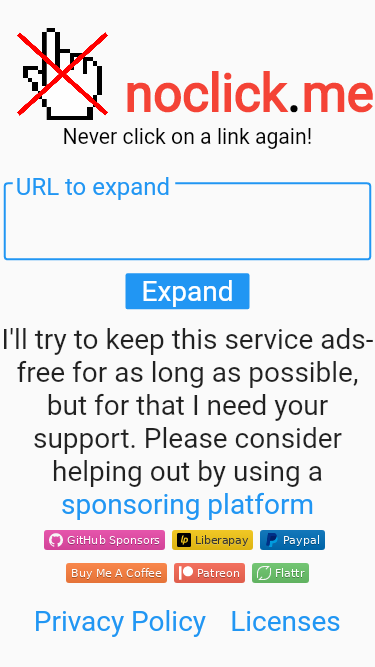 noclick.me
Never click on a link again!
URL to expand
Expand
I'll try to keep this service ads-
free for as long as possible,
but for that I need your
support. Please consider
helping out by using a
sponsoring platform
GitHub Sponsors lp Liberapay Paypal
Buy Me A Coffee Patreon Flattr
Privacy Policy Licenses